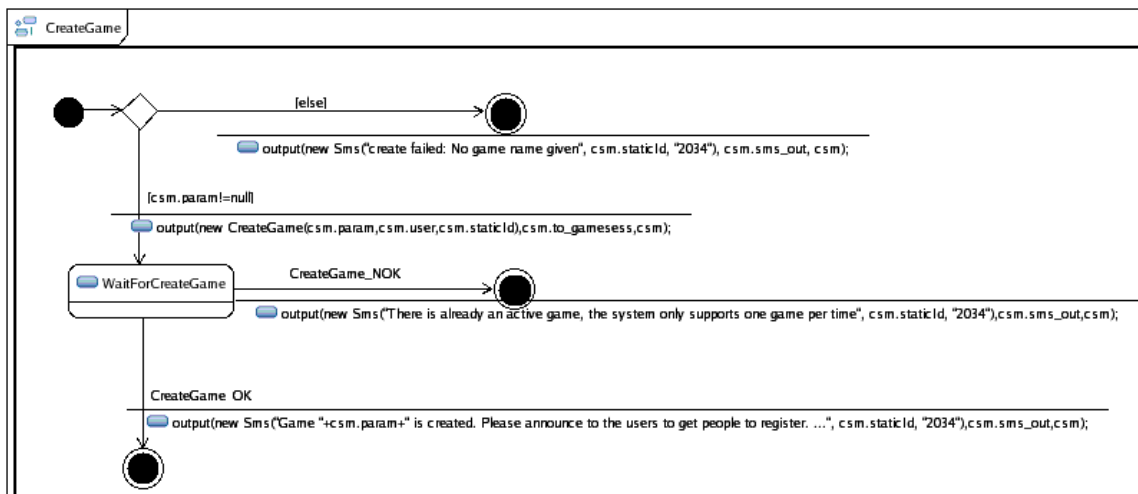 CreateGame
[else]
output(new Sms("create failed: No game name given", csm.staticId, "2034"), csm.sms_out, csm);
[csm.param!=null]
output(new CreateGame(csm.param,csm.user,csm.staticId),csm.to_gamesess,csm);
WaitForCreateGame
CreateGame_NOK
output(new Sms("There is already an active game, the system only supports one game per time", csm.staticId, "2034"),csm.sms_out,csm);
CreateGame_OK
output(new Sms("Game "+csm.param+" is created. Please announce to the users to get people to register. ...", csm.staticId, "2034"),csm.sms_out,csm);